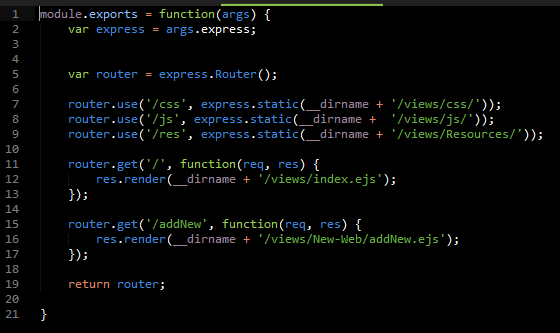 1 module.exports = function(args) {
2     var express = args.express;
3
4
5     var router = express.Router();
6
7     router.use('/css', express.static(__dirname + '/views/css/'));
8     router.use('/js', express.static(__dirname +  '/views/js/'));
9     router.use('/res', express.static(__dirname + '/views/Resources/'));
10
11     router.get('/', function(req, res) {
12         res.render(__dirname + '/views/index.ejs');
13     });
14
15     router.get('/addNew', function(req, res) {
16         res.render(__dirname + '/views/New-Web/addNew.ejs');
17     });
18
19     return router;
20
21 }